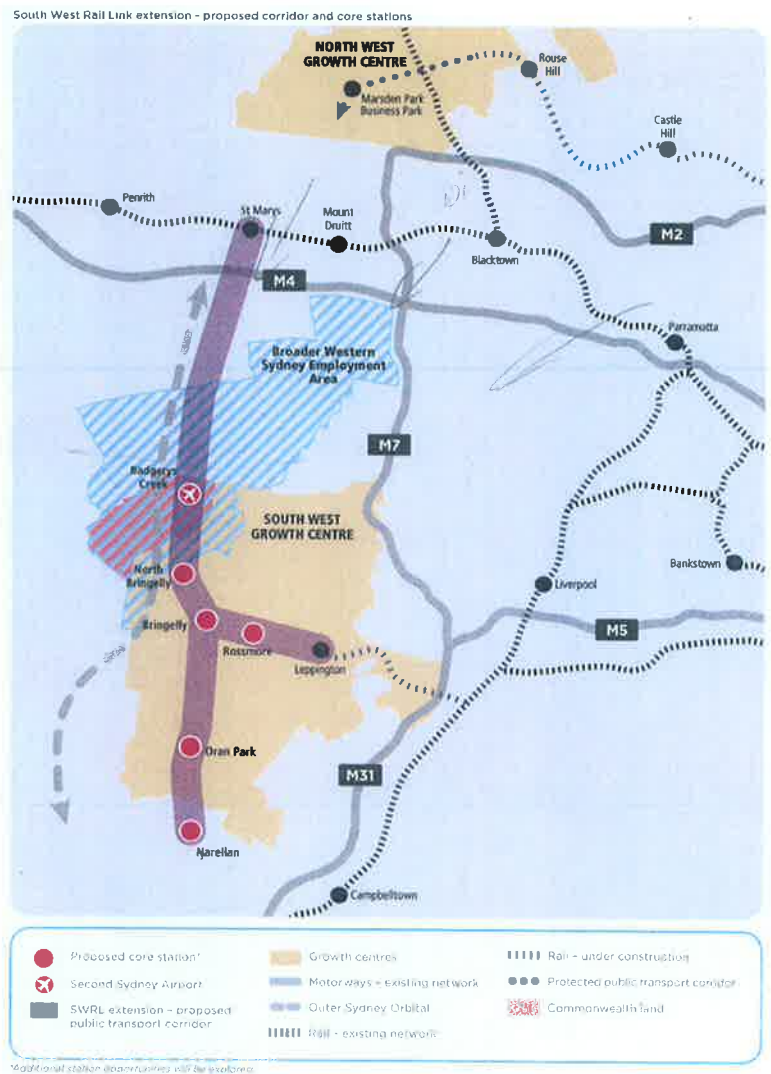 South West Rail Link extension - proposed corridor and core stations
NORTH WEST
GROWTH CENTRE
Rouse
Hill
Marsden Park
Business Park
Castle
Hill
Penrith
St Marys
Mount
Druitt
Blacktown
M2
M4
Parramatta
Broader Western
Sydney Employment
Area
M7
Badgerys
Creek
SOUTH WEST
GROWTH CENTRE
North
Bringelly
Bankstown
Liverpool
Bringelly
Rossmore
M5
Leppington
Oran Park
M31
Narellan
Campbelltown
Proposed core station*
Growth centres
Rail - under construction
Second Sydney Airport
Motorways - existing network
Protected public transport corridor
SWRL extension - proposed
public transport corridor
Outer Sydney Orbital
Commonwealth land
Rail - existing network
*Additional station opportunities will be explored.